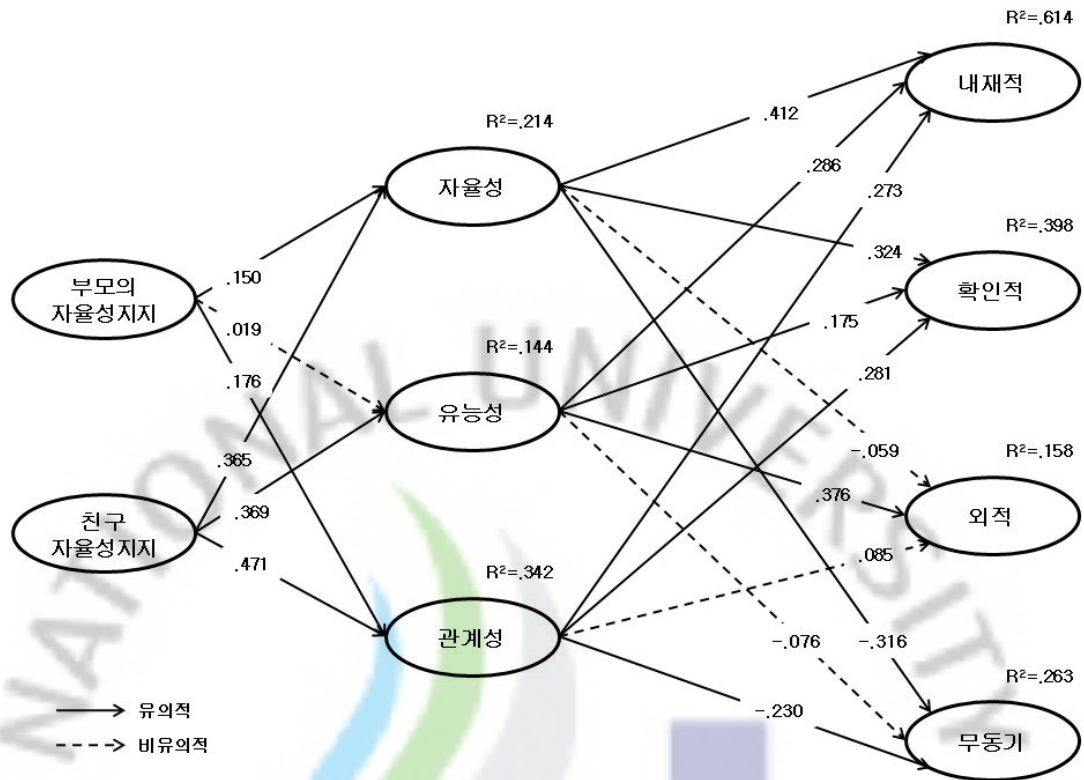 R²=.614
내재적
R²=.214
.412
자율성
.286
.273
R²=.398
.324
확인적
부모의
자율성지지
.150
.019
.175
R²=.144
.176
.281
유능성
-.059
R²=.158
.365
.376
외적
친구
자율성지지
.369
.085
.471
R²=.342
관계성
-.076
-.316
R²=.263
유의적
-.230
비유의적
무동기
NATIONAL UNIVERSITY